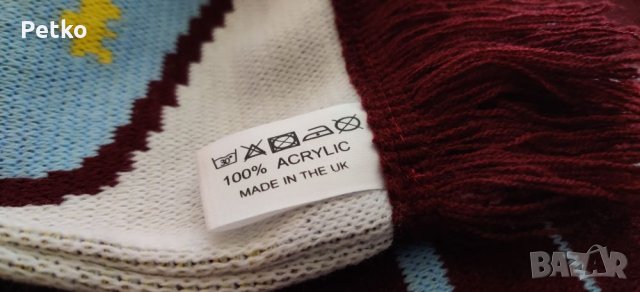 Petko
30°
100% ACRYLIC
MADE IN THE UK
BAZAR